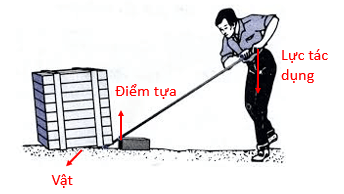 Lực tác
dụng
Điểm tựa
Vật